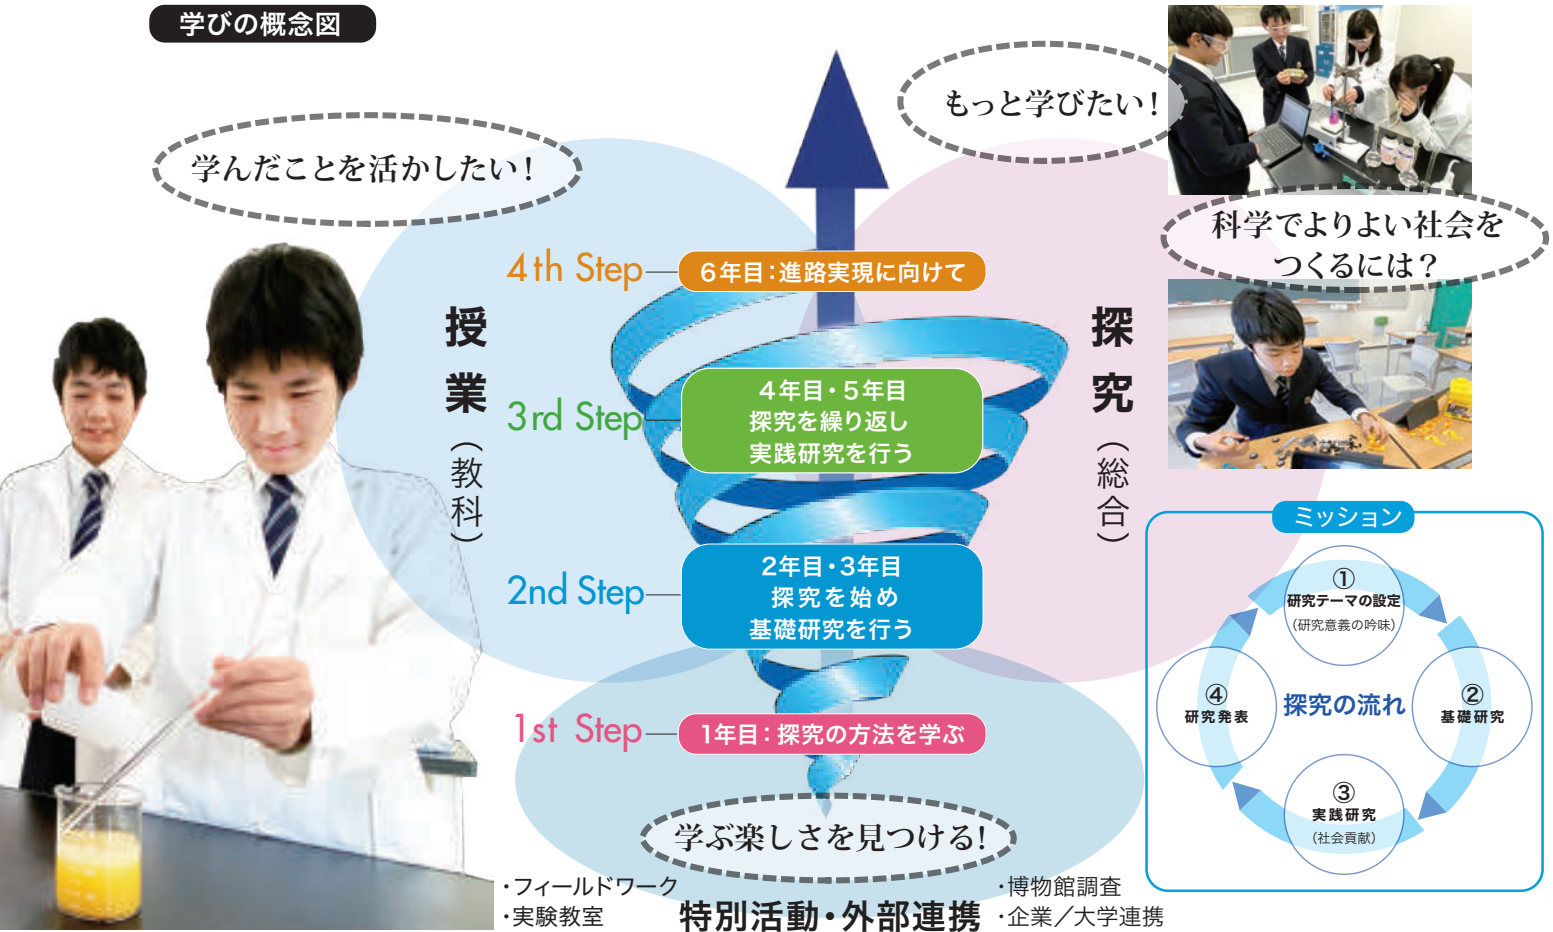 学びの概念図
もっと学びたい！
学んだことを活かしたい！
科学でよりよい社会を
つくるには？
4th Step
6年目：進路実現に向けて
授業（教科）
探究（総合）
3rd Step
4年目・5年目
探究を繰り返し
実践研究を行う
2nd Step
2年目・3年目
探究を始め
基礎研究を行う
1st Step
1年目：探究の方法を学ぶ
学ぶ楽しさを見つける！
・フィールドワーク
・実験教室
特別活動・外部連携
・博物館調査
・企業／大学連携
ミッション
①
研究テーマの設定
（研究意義の吟味）
②
基礎研究
③
実践研究
（社会貢献）
④
研究発表
探究の流れ